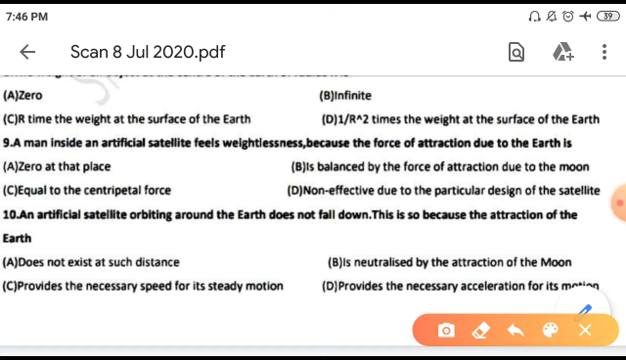 7:46 PM 39
Scan 8 Jul 2020.pdf
(A)Zero (B)Infinite
(C)R time the weight at the surface of the Earth (D)1/R^2 times the weight at the surface of the Earth
9.A man inside an artificial satellite feels weightlessness,because the force of attraction due to the Earth is
(A)Zero at that place (B)Is balanced by the force of attraction due to the moon
(C)Equal to the centripetal force (D)Non-effective due to the particular design of the satellite
10.An artificial satellite orbiting around the Earth does not fall down.This is so because the attraction of the
Earth
(A)Does not exist at such distance (B)Is neutralised by the attraction of the Moon
(C)Provides the necessary speed for its steady motion (D)Provides the necessary acceleration for its motion